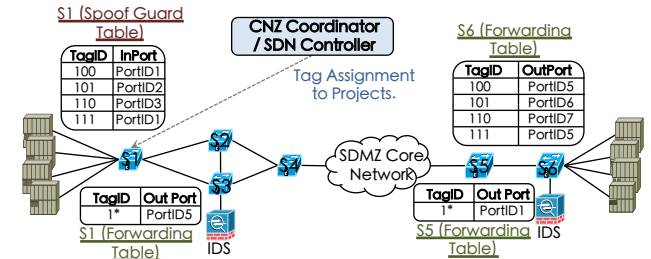 S1 (Spoof Guard
Table)
TagID InPort
100 PortID1
101 PortID2
110 PortID3
111 PortID1
CNZ Coordinator
/ SDN Controller
Tag Assignment
to Projects.
S6 (Forwarding
Table)
TagID OutPort
100 PortID5
101 PortID6
110 PortID7
111 PortID5
S1
S2
S3
S4
SDMZ Core
Network
S5
S6
TagID Out Port
1* PortID5
S1 (Forwarding
Table)
IDS
TagID Out Port
1* PortID1
S5 (Forwarding
Table)
IDS